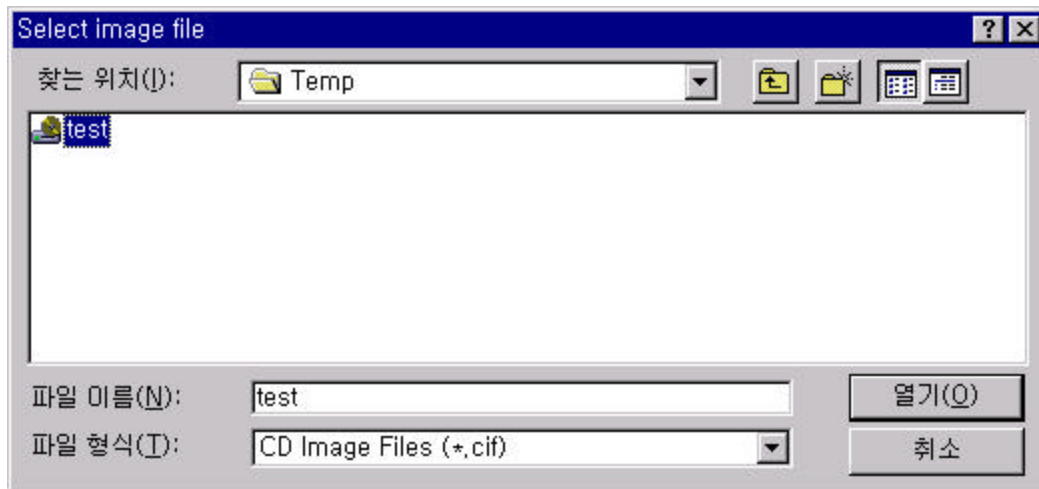 Select image file
찾는 위치(I): Temp
test
파일 이름(N): test 열기(O)
파일 형식(T): CD Image Files (*.cif) 취소